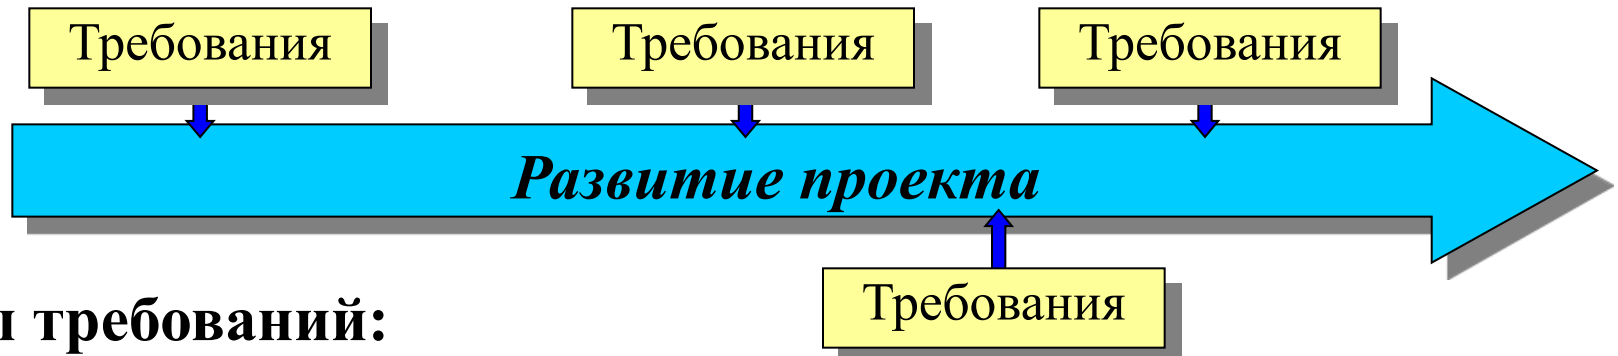 Требования
Требования
Требования
Развитие проекта
Требования
требований: